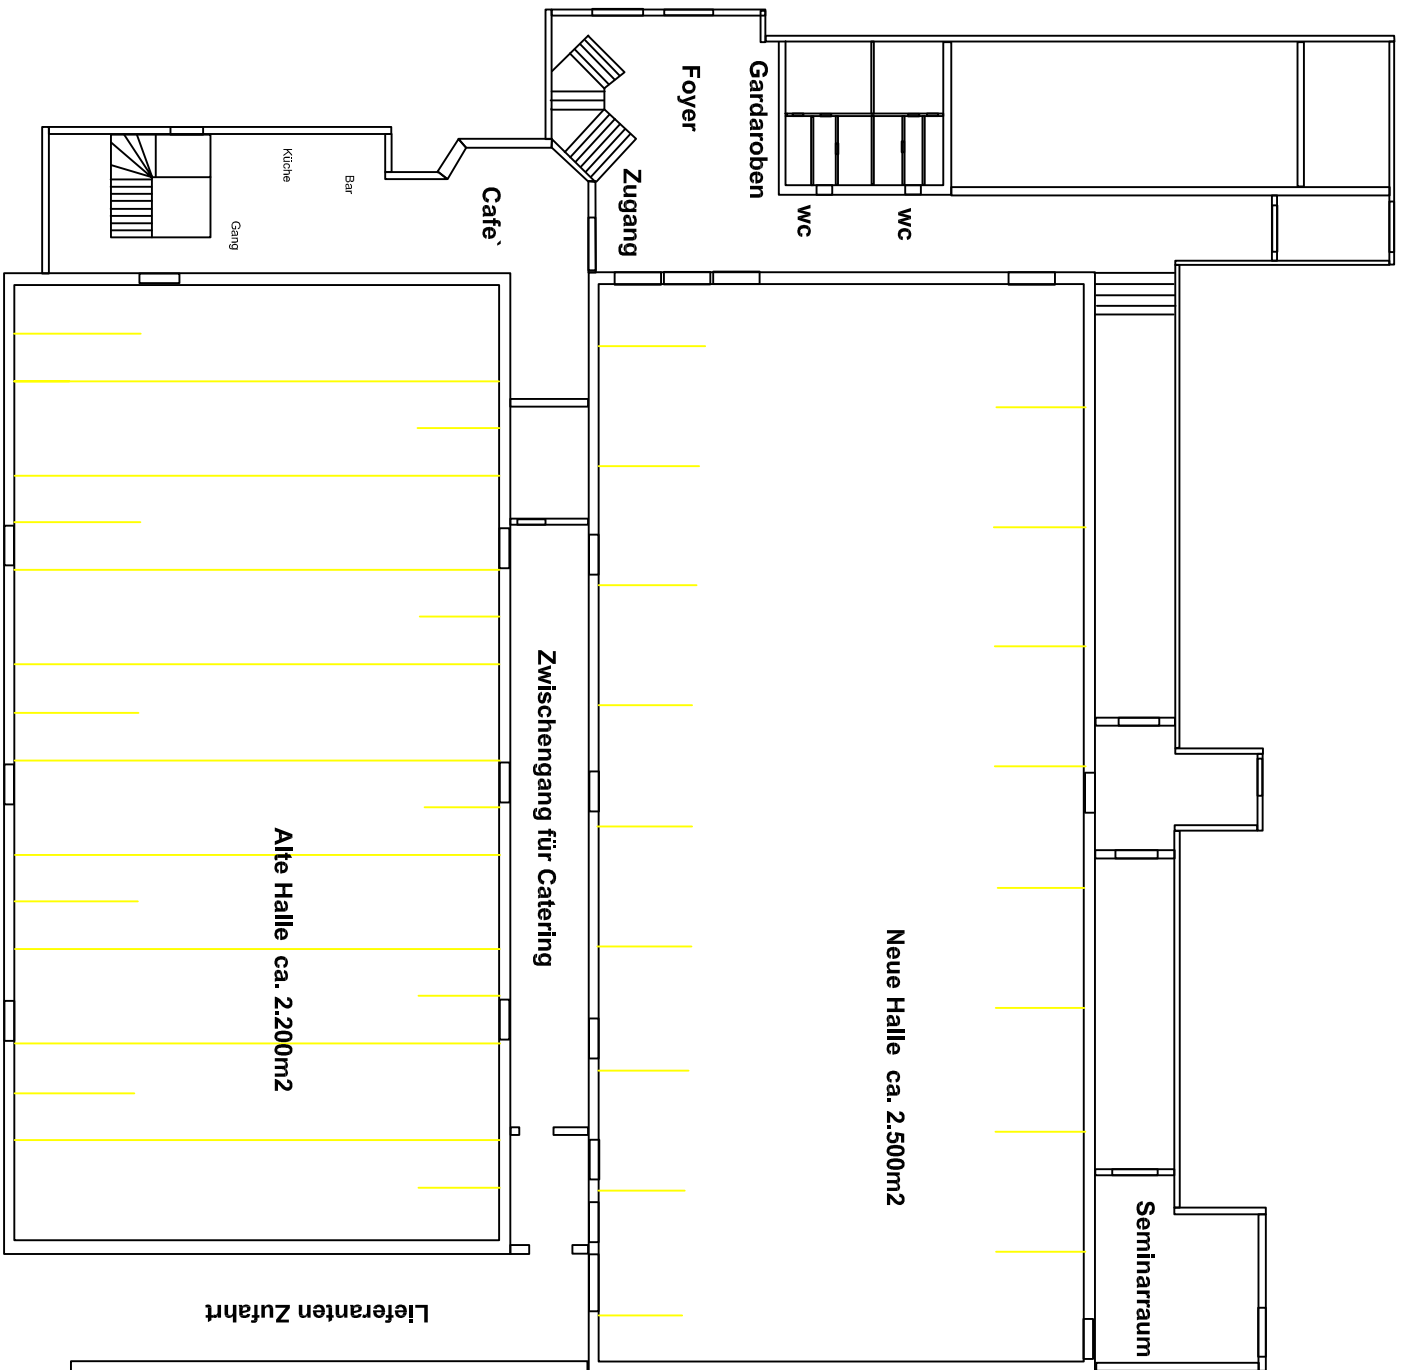 Foyer
Gardaroben
Zugang
wc
wc
Cafe`
Küche
Bar
Gang
Zwischengang für Catering
Alte Halle ca. 2.200m2
Neue Halle ca. 2.500m2
Seminarraum
Lieferanten Zufahrt